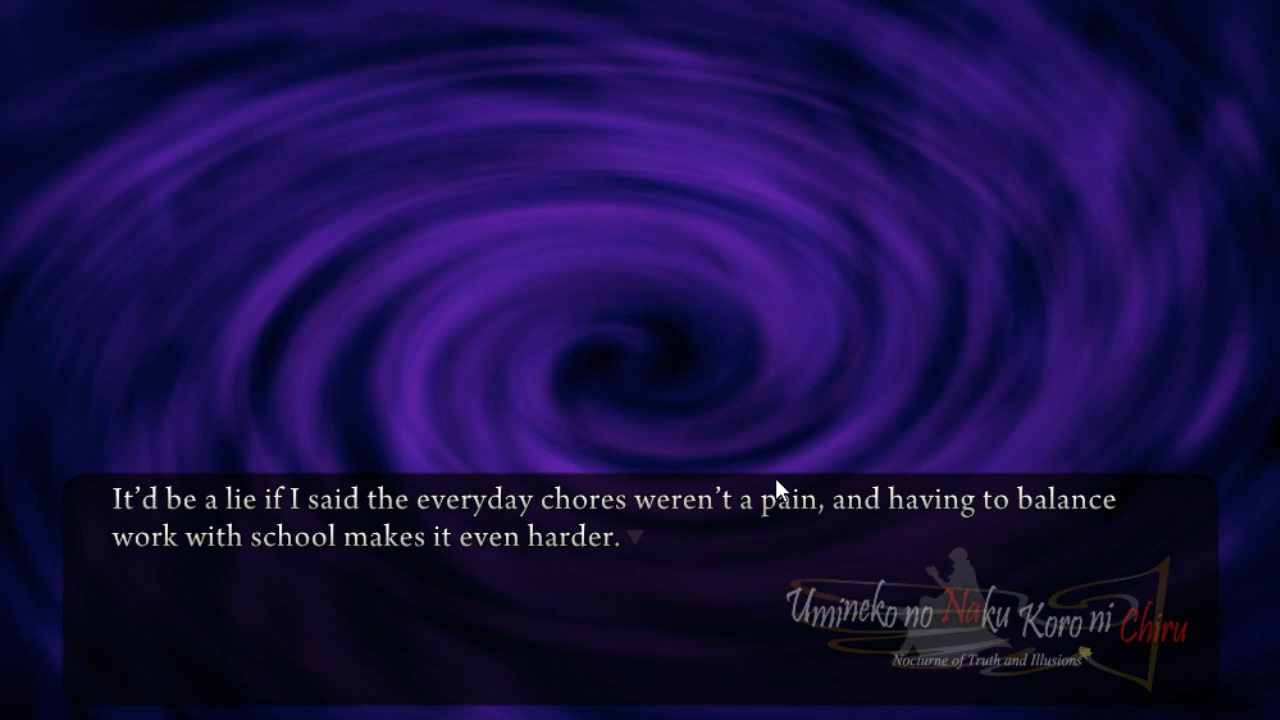 It’d be a lie if I said the everyday chores weren’t a pain, and having to balance
work with school makes it even harder.
Umineko no Naku Koro ni Chiru
Nocturne of Truth and Illusions